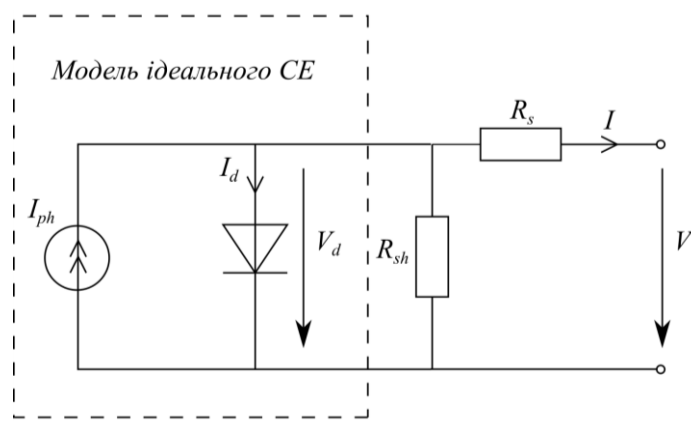 Модель ідеального СЕ
R_s
I
I_d
I_ph
V_d
R_sh
V